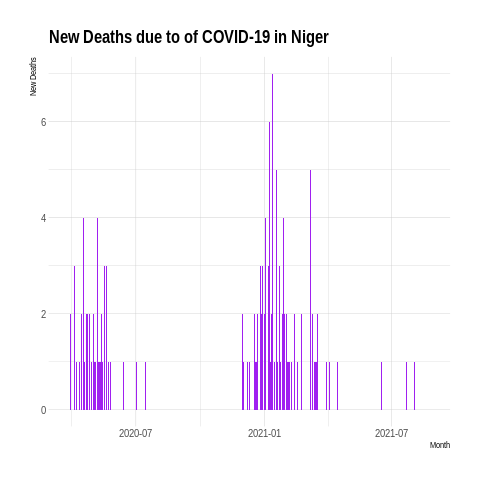 New Deaths due to of COVID-19 in Niger
New Deaths
6
4
2
0
2020-07
2021-01
2021-07
Month